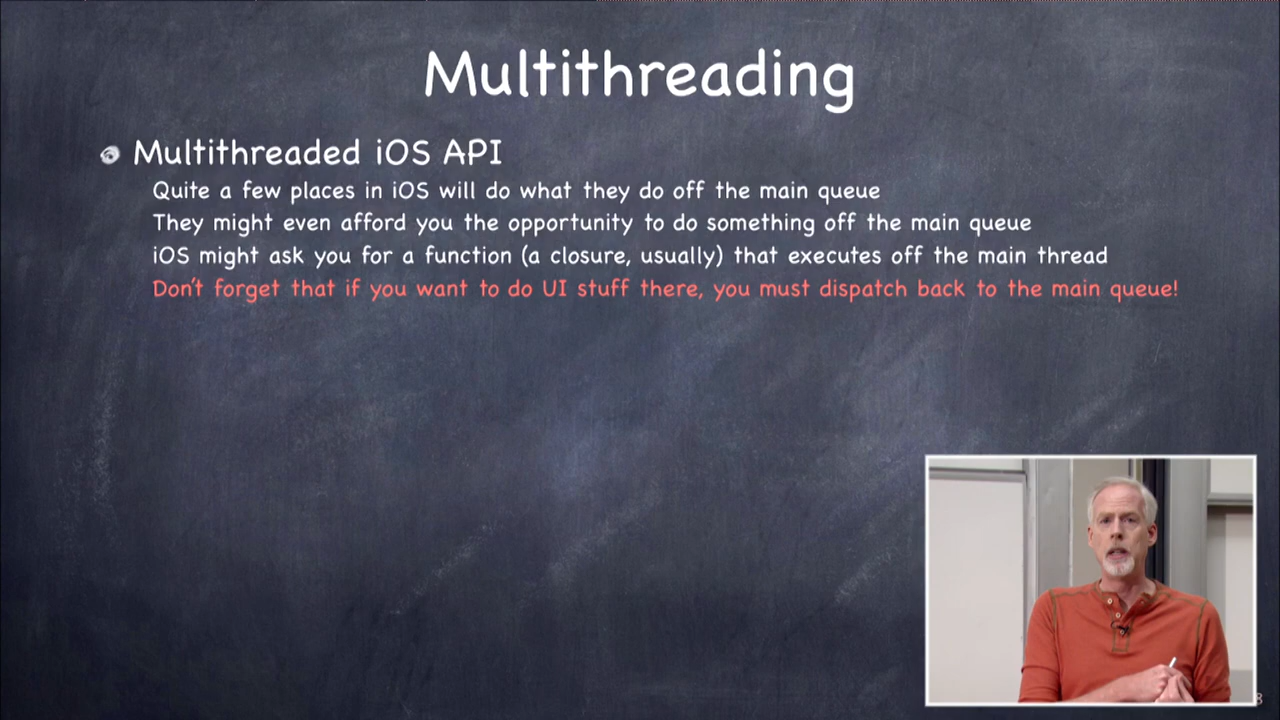 Multithreading
Multithreaded iOS API
Quite a few places in iOS will do what they do off the main queue
They might even afford you the opportunity to do something off the main queue
iOS might ask you for a function (a closure, usually) that executes off the main thread
Don't forget that if you want to do UI stuff there, you must dispatch back to the main queue!